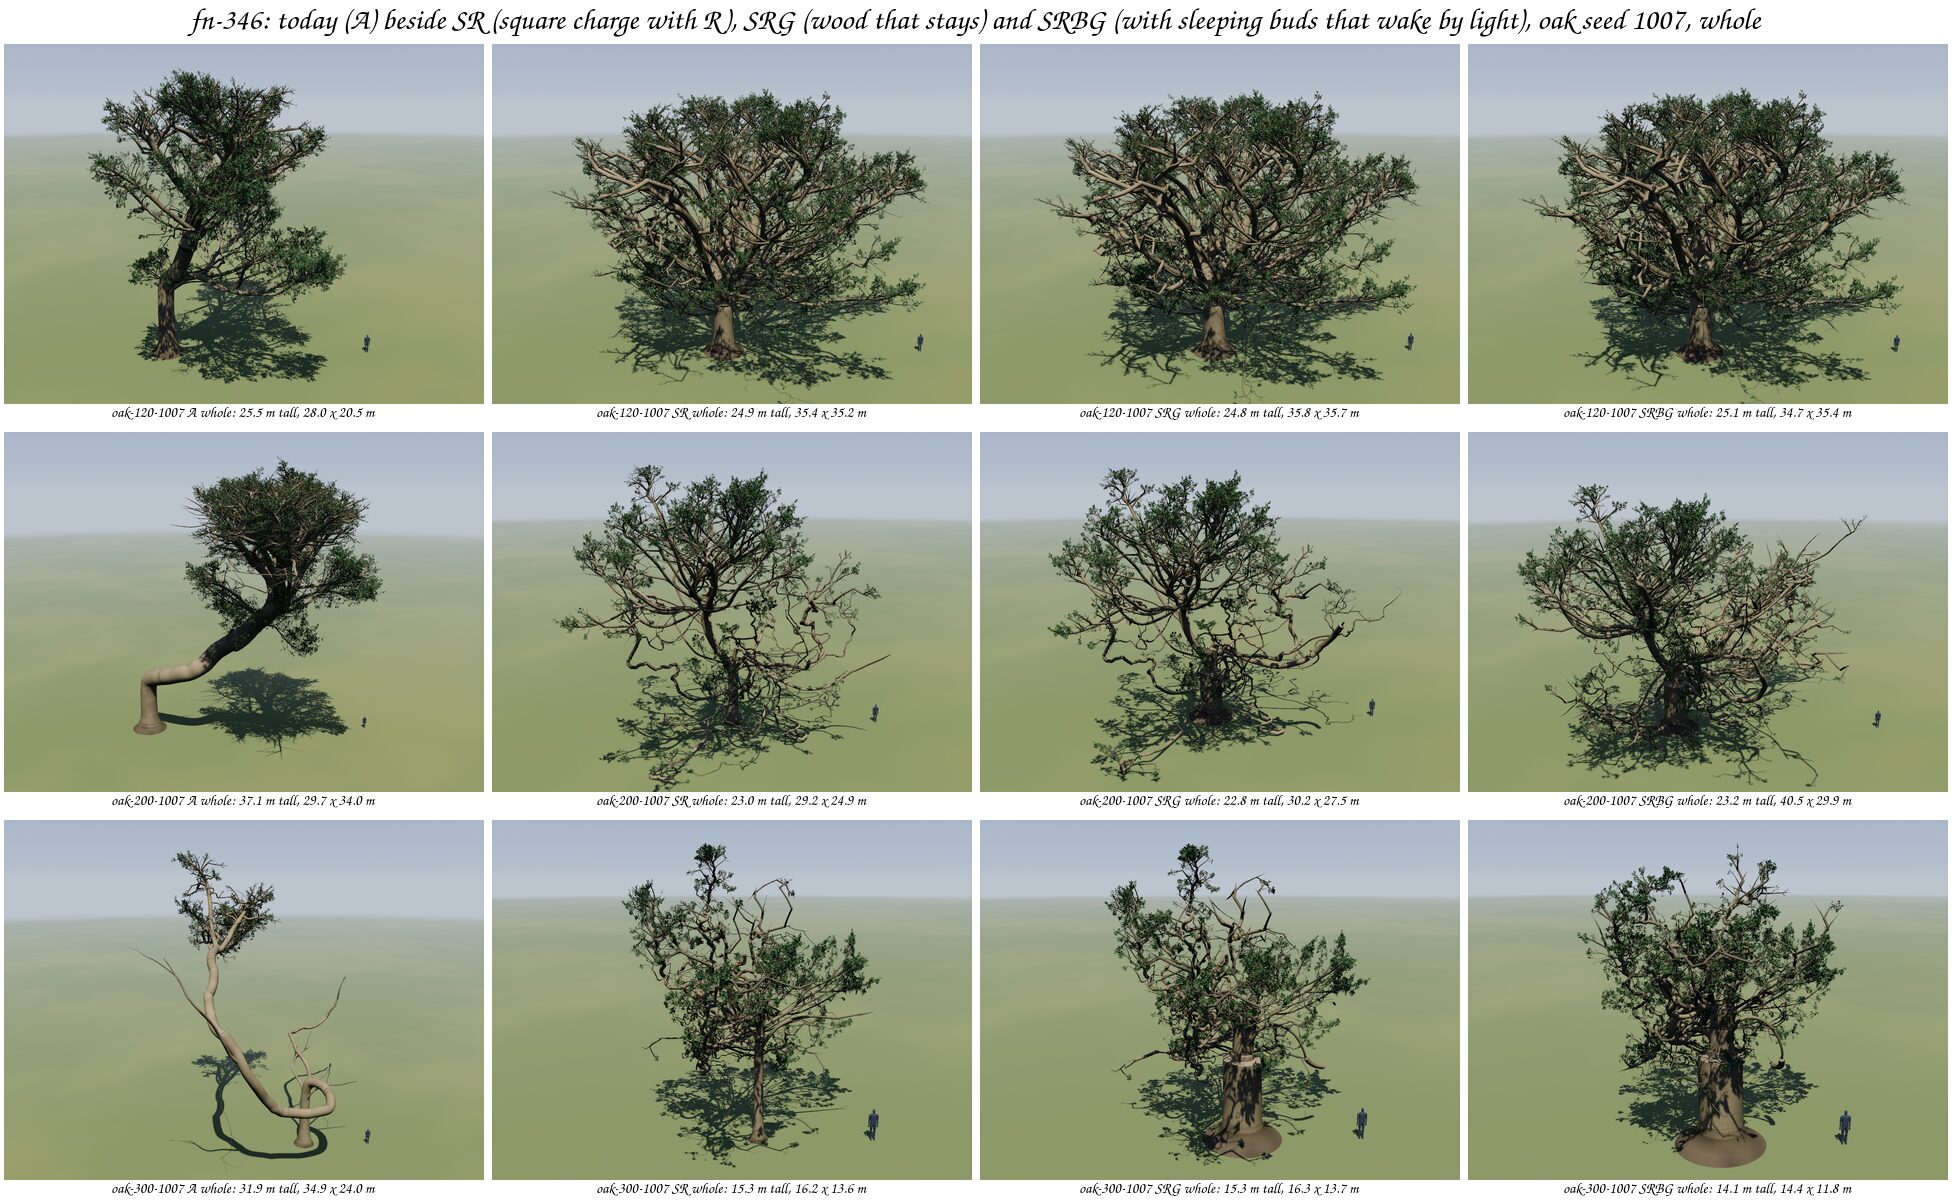 fn-346: today (A) beside SR (square charge with R), SRG (wood that stays) and SRBG (with sleeping buds that wake by light), oak seed 1007, whole
oak-120-1007 A whole: 25.5 m tall, 28.0 x 20.5 m
oak-120-1007 SR whole: 24.9 m tall, 35.4 x 35.2 m
oak-120-1007 SRG whole: 24.8 m tall, 35.8 x 35.7 m
oak-120-1007 SRBG whole: 25.1 m tall, 34.7 x 35.4 m
oak-200-1007 A whole: 37.1 m tall, 29.7 x 34.0 m
oak-200-1007 SR whole: 23.0 m tall, 29.2 x 24.9 m
oak-200-1007 SRG whole: 22.8 m tall, 30.2 x 27.5 m
oak-200-1007 SRBG whole: 23.2 m tall, 40.5 x 29.9 m
oak-300-1007 A whole: 31.9 m tall, 34.9 x 24.0 m
oak-300-1007 SR whole: 15.3 m tall, 16.2 x 13.6 m
oak-300-1007 SRG whole: 15.3 m tall, 16.3 x 13.7 m
oak-300-1007 SRBG whole: 14.1 m tall, 14.4 x 11.8 m